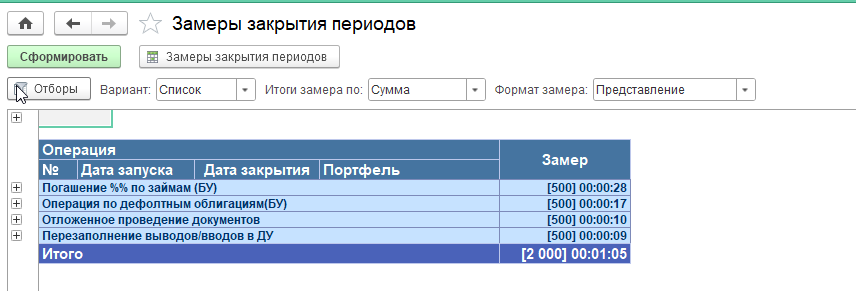 Замеры закрытия периодов
Сформировать Замеры закрытия периодов
Отборы Вариант: Список Итоги замера по: Сумма Формат замера: Представление
Операция Замер
№ Дата запуска Дата закрытия Портфель
Погашение %% по займам (БУ) [500] 00:00:28
Операция по дефолтным облигациям(БУ) [500] 00:00:17
Отложенное проведение документов [500] 00:00:10
Перезаполнение выводов/вводов в ДУ [500] 00:00:09
Итого [2 000] 00:01:05